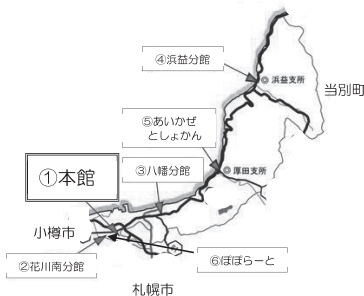 ④浜益分館
◎浜益支所
当別町
⑤あいかぜ
としょかん
③八幡分館
◎厚田支所
①本館
小樽市
②花川南分館
⑥ぽぽらーと
札幌市